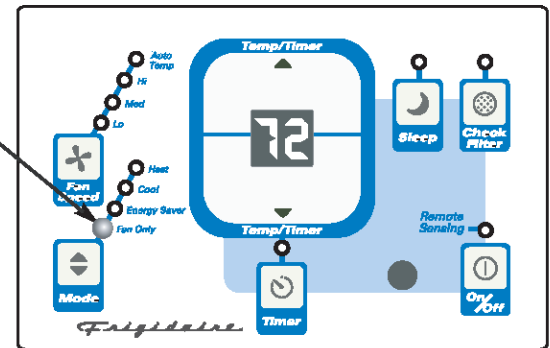 Auto
Temp
Hi
Med
Lo
Fan
Speed
Heat
Cool
Energy Saver
Fan Only
Mode
Frigidaire
Temp/Timer
72
Temp/Timer
Timer
Sleep
Check
Filter
Remote
Sensing
On/Off